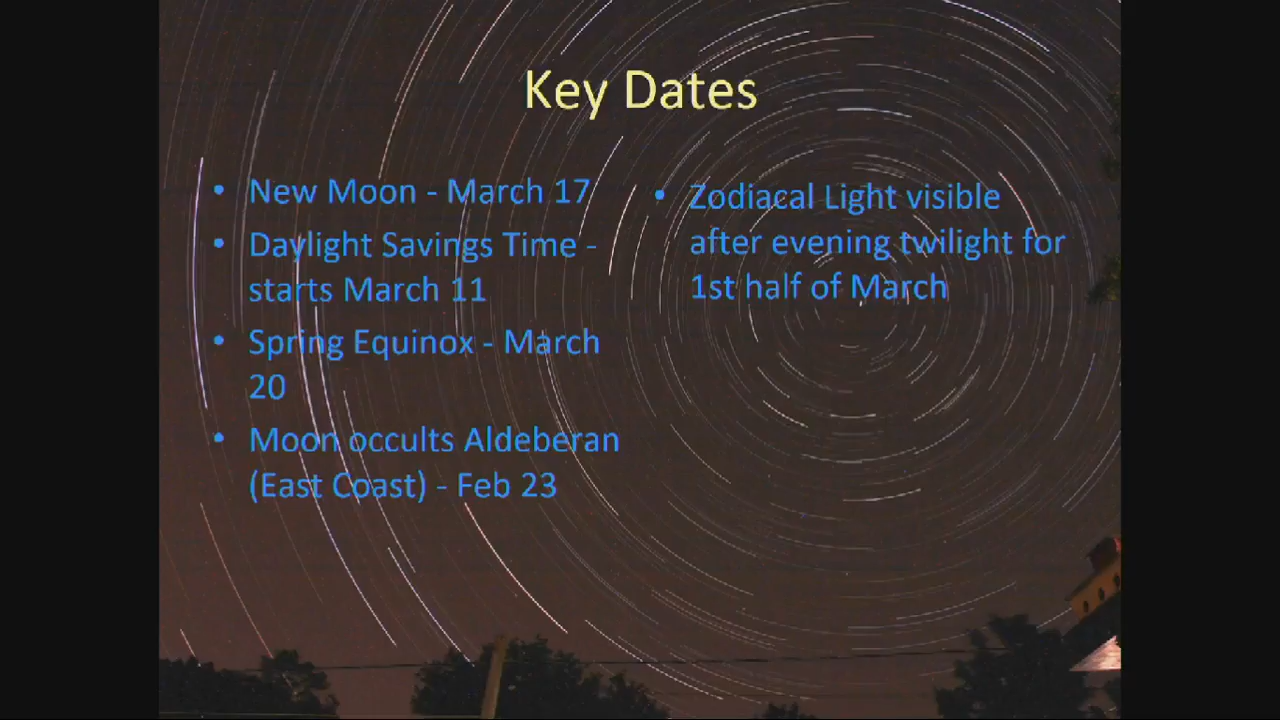 Key Dates
• New Moon - March 17
• Daylight Savings Time -
starts March 11
• Spring Equinox - March
20
• Moon occults Aldeberan
(East Coast) - Feb 23
• Zodiacal Light visible
after evening twilight for
1st half of March